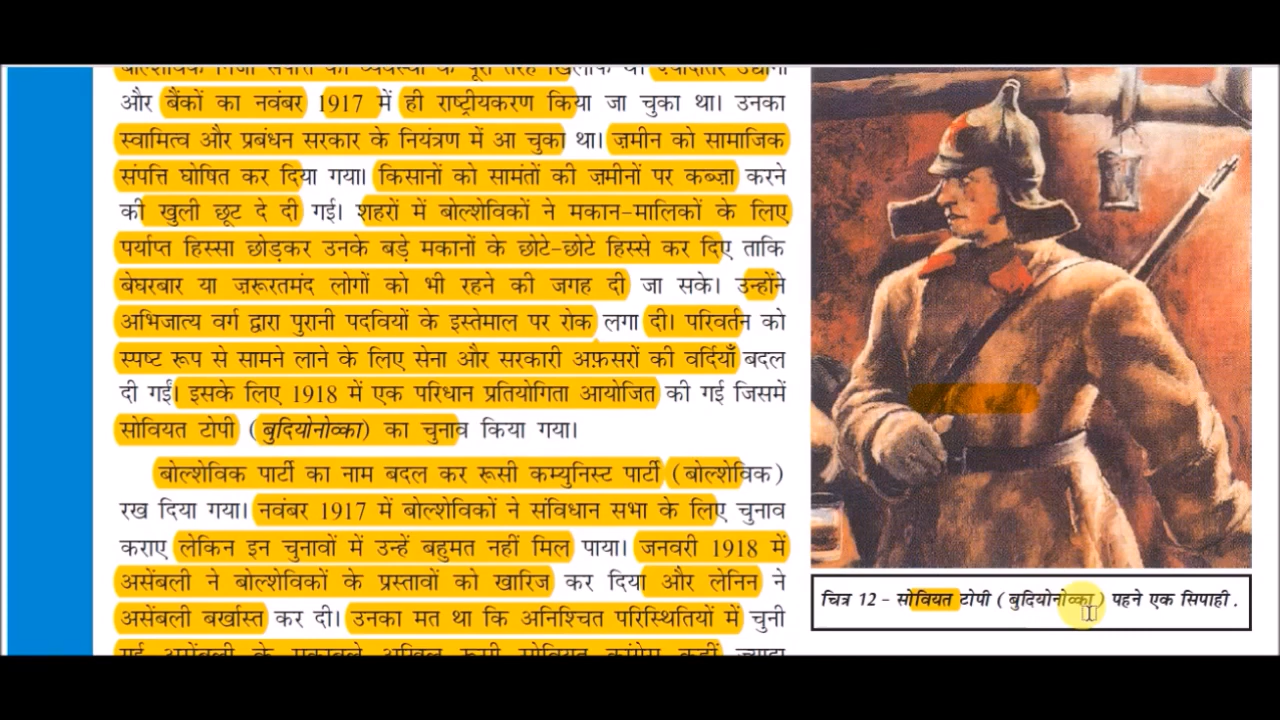 और बैंकों का नवंबर 1917 में ही राष्ट्रीयकरण किया जा चुका था। उनका
स्वामित्व और प्रबंधन सरकार के नियंत्रण में आ चुका था। ज़मीन को सामाजिक
संपत्ति घोषित कर दिया गया। किसानों को सामंतों की ज़मीनों पर कब्ज़ा करने
की खुली छूट दे दी गई। शहरों में बोल्शेविकों ने मकान-मालिकों के लिए
पर्याप्त हिस्सा छोड़कर उनके बड़े मकानों के छोटे-छोटे हिस्से कर दिए ताकि
बेघरबार या ज़रूरतमंद लोगों को भी रहने की जगह दी जा सके। उन्होंने
अभिजात्य वर्ग द्वारा पुरानी पदवियों के इस्तेमाल पर रोक लगा दी। परिवर्तन को
स्पष्ट रूप से सामने लाने के लिए सेना और सरकारी अफ़सरों की वर्दियाँ बदल
दी गईं। इसके लिए 1918 में एक परिधान प्रतियोगिता आयोजित की गई जिसमें
सोवियत टोपी (बुदियोनोव्का) का चुनाव किया गया।
बोल्शेविक पार्टी का नाम बदल कर रूसी कम्युनिस्ट पार्टी (बोल्शेविक)
रख दिया गया। नवंबर 1917 में बोल्शेविकों ने संविधान सभा के लिए चुनाव
कराए लेकिन इन चुनावों में उन्हें बहुमत नहीं मिल पाया। जनवरी 1918 में
असेंबली ने बोल्शेविकों के प्रस्तावों को खारिज कर दिया और लेनिन ने
असेंबली बर्खास्त कर दी। उनका मत था कि अनिश्चित परिस्थितियों में चुनी
चित्र 12 - सोवियत टोपी (बुदियोनोव्का) पहने एक सिपाही.